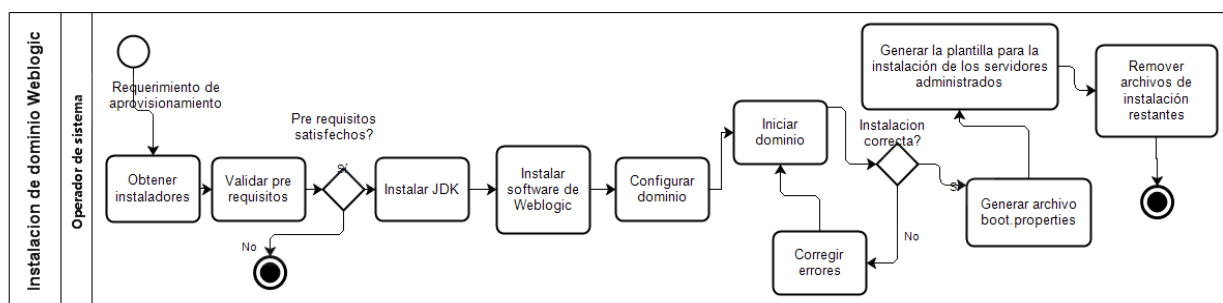 Instalacion de dominio Weblogic
Operador de sistema
Requerimiento de
aprovisionamiento
Obtener
instaladores
Validar pre
requisitos
Pre requisitos
satisfechos?
Sí
No
Instalar JDK
Instalar
software de
Weblogic
Configurar
dominio
Iniciar
dominio
Instalacion
correcta?
No
Corregir
errores
Sí
Generar archivo
boot.properties
Generar la plantilla para la
instalación de los servidores
administrados
Remover
archivos de
instalación
restantes